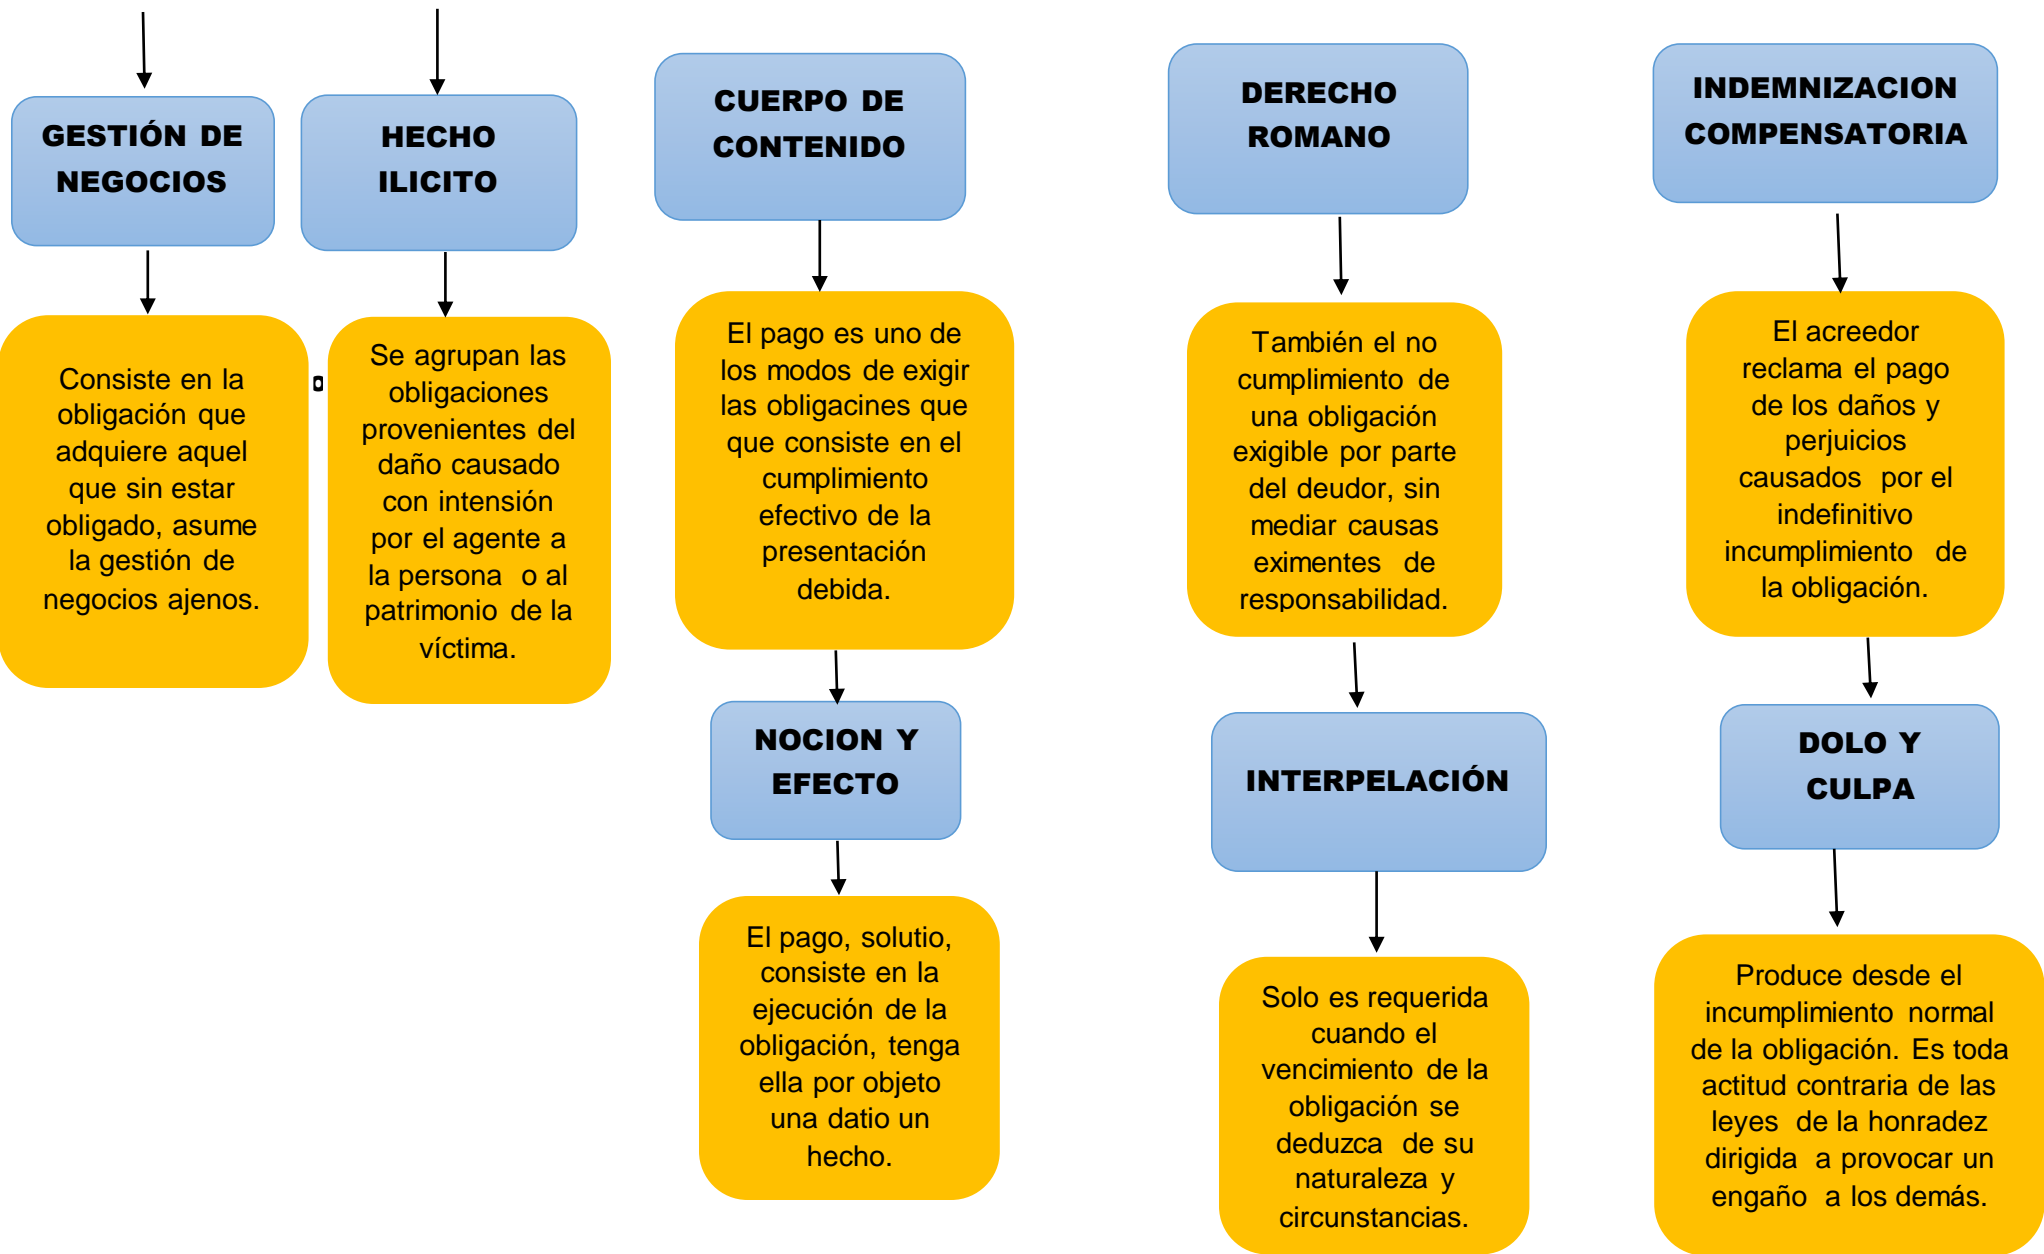 GESTIÓN DE
NEGOCIOS
Consiste en la
obligación que
adquiere aquel
que sin estar
obligado, asume
la gestión de
negocios ajenos.
HECHO
ILICITO
Se agrupan las
obligaciones
provenientes del
daño causado
con intensión
por el agente a
la persona o al
patrimonio de la
víctima.
CUERPO DE
CONTENIDO
El pago es uno de
los modos de exigir
las obligacines que
que consiste en el
cumplimiento
efectivo de la
presentación
debida.
NOCION Y
EFECTO
El pago, solutio,
consiste en la
ejecución de la
obligación, tenga
ella por objeto
una datio un
hecho.
DERECHO
ROMANO
También el no
cumplimiento de
una obligación
exigible por parte
del deudor, sin
mediar causas
eximentes de
responsabilidad.
INTERPELACIÓN
Solo es requerida
cuando el
vencimiento de la
obligación se
deduzca de su
naturaleza y
circunstancias.
INDEMNIZACION
COMPENSATORIA
El acreedor
reclama el pago
de los daños y
perjuicios
causados por el
indefinitivo
incumplimiento de
la obligación.
DOLO Y
CULPA
Produce desde el
incumplimiento normal
de la obligación. Es toda
actitud contraria de las
leyes de la honradez
dirigida a provocar un
engaño a los demás.